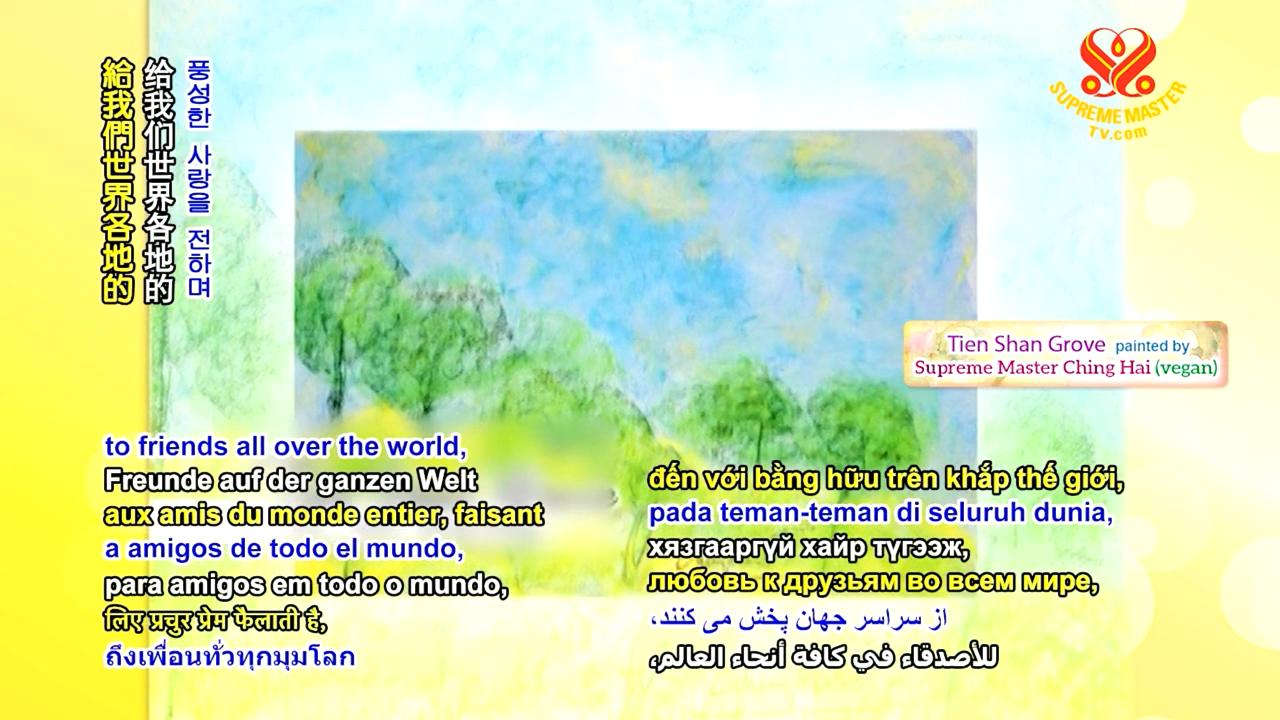 給我們世界各地的
给我们世界各地的
풍성한 사랑을 전하며
SUPREME MASTER
TV.com
Tien Shan Grove painted by
Supreme Master Ching Hai (vegan)
to friends all over the world,
Freunde auf der ganzen Welt
aux amis du monde entier, faisant
a amigos de todo el mundo,
para amigos em todo o mundo,
लिए प्रचुर प्रेम फैलाती है,
ถึงเพื่อนทั่วทุกมุมโลก
đến với bằng hữu trên khắp thế giới,
pada teman-teman di seluruh dunia,
хязгааргүй хайр түгээж,
любовь к друзьям во всем мире,
از سراسر جهان پخش می کنند،
للأصدقاء في كافة أنحاء العالم،